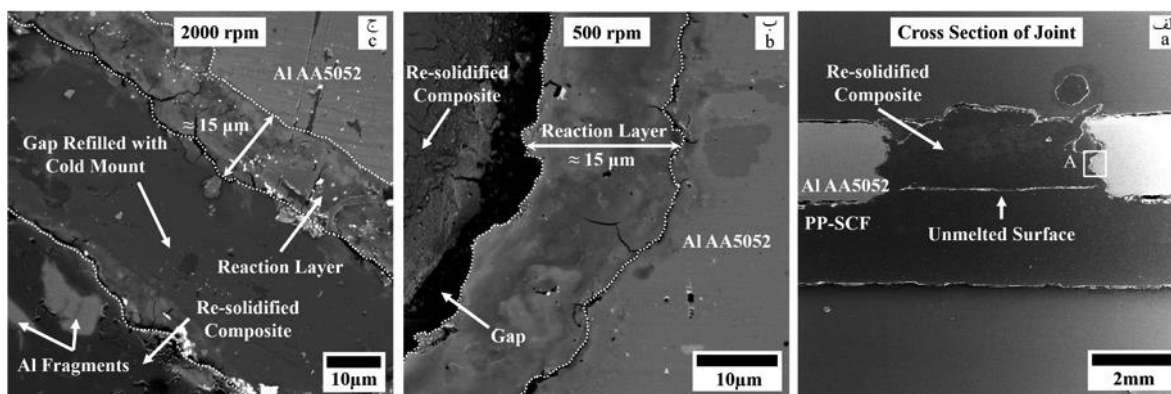 ج
c
2000 rpm
Al AA5052
≈ 15 µm
Gap Refilled with
Cold Mount
Reaction Layer
Re-solidified
Composite
Al Fragments
10µm
ب
b
500 rpm
Re-solidified
Composite
Reaction Layer
≈ 15 µm
Al AA5052
Gap
10µm
الف
a
Cross Section of Joint
Re-solidified
Composite
A
Al AA5052
PP-SCF
Unmelted Surface
2mm